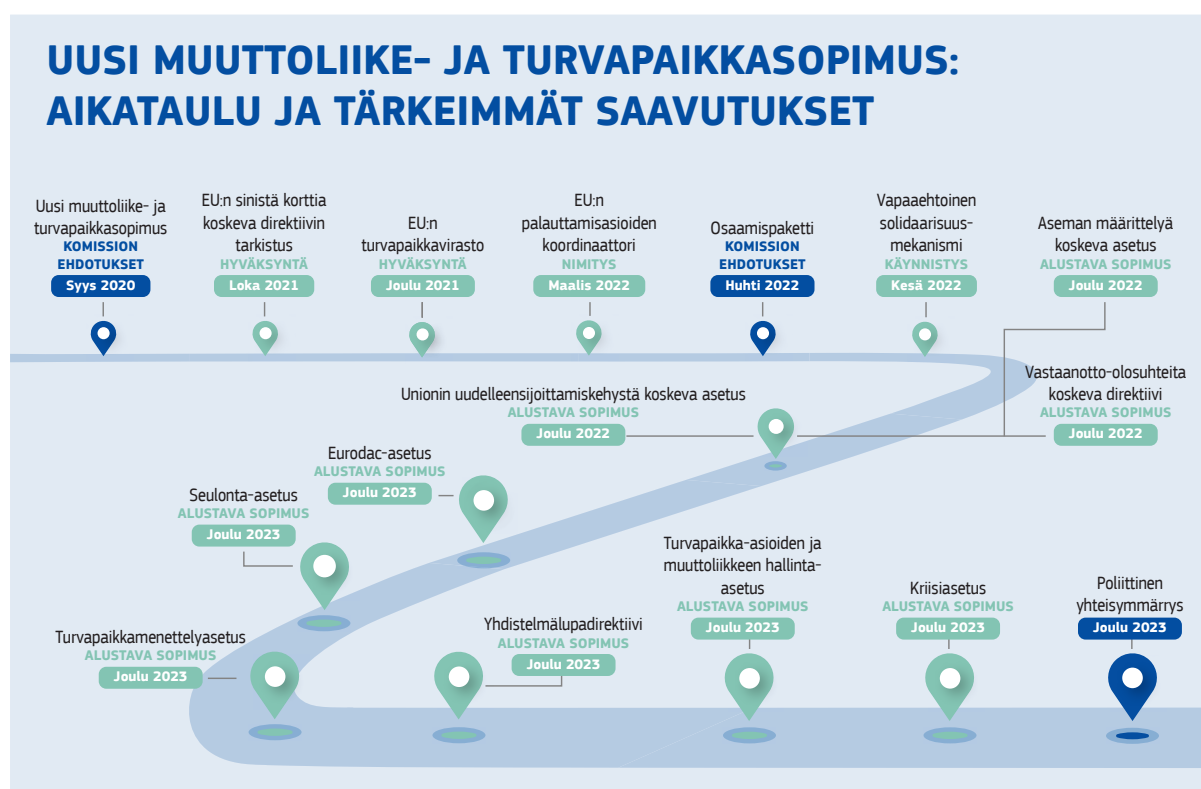 UUSI MUUTTOLIIKE- JA TURVAPAIKKASOPIMUS:
AIKATAULU JA TÄRKEIMMÄT SAAVUTUKSET
Uusi muuttoliike- ja
turvapaikkasopimus
KOMISSION
EHDOTUKSET
Syys 2020
EU:n sinistä korttia
koskeva direktiivin
tarkistus
HYVÄKSYNTÄ
Loka 2021
EU:n
turvapaikkavirasto
HYVÄKSYNTÄ
Joulu 2021
EU:n
palauttamisasioiden
koordinaattori
NIMITYS
Maalis 2022
Osaamispaketti
KOMISSION
EHDOTUKSET
Huhti 2022
Vapaaehtoinen
solidaarisuus-
mekanismi
KÄYNNISTYS
Kesä 2022
Aseman määrittelyä
koskeva asetus
ALUSTAVA SOPIMUS
Joulu 2022
Vastaanotto-olosuhteita
koskeva direktiivi
ALUSTAVA SOPIMUS
Joulu 2022
Unionin uudelleensijoittamiskehystä koskeva asetus
ALUSTAVA SOPIMUS
Joulu 2022
Eurodac-asetus
ALUSTAVA SOPIMUS
Joulu 2023
Seulonta-asetus
ALUSTAVA SOPIMUS
Joulu 2023
Turvapaikkamenettelyasetus
ALUSTAVA SOPIMUS
Joulu 2023
Yhdistelmälupadirektiivi
ALUSTAVA SOPIMUS
Joulu 2023
Turvapaikka-asioiden ja
muuttoliikkeen hallinta-
asetus
ALUSTAVA SOPIMUS
Joulu 2023
Kriisiasetus
ALUSTAVA SOPIMUS
Joulu 2023
Poliittinen
yhteisymmärrys
Joulu 2023